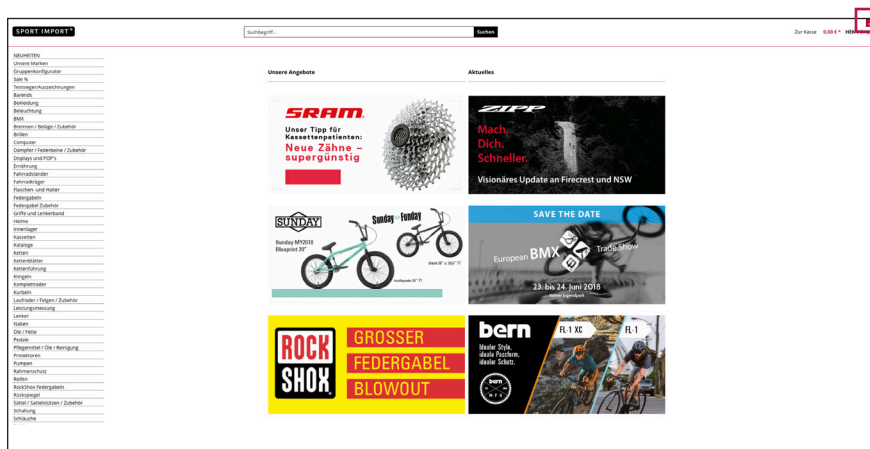 SPORT IMPORT®
Suchbegriff...
Suchen
Zur Kasse 0,00 € *
NEUHEITEN
Unsere Marken
Gruppenkonfigurator
Sale %
Testsieger/Auszeichnungen
Barends
Bekleidung
Beleuchtung
BMX
Bremsen / Beläge / Zubehör
Brillen
Computer
Dämpfer / Federbeine / Zubehör
Displays und POP's
Ernährung
Fahrradständer
Fahrradträger
Flaschen- und Halter
Federgabeln
Federgabel Zubehör
Griffe und Lenkerband
Helme
Innenlager
Kassetten
Kataloge
Ketten
Kettenblätter
Kettenführung
Klingeln
Kompletträder
Kurbeln
Laufräder / Felgen / Zubehör
Leistungsmessung
Lenker
Naben
Öle / Fette
Pedale
Pflegemittel / Öle / Reinigung
Protektoren
Pumpen
Rahmenschutz
Reifen
RockShox Federgabeln
Rückspiegel
Sättel / Sattelstützen / Zubehör
Schaltung
Schläuche
Unsere Angebote
SRAM
Unser Tipp für
Kassettenpatienten:
Neue Zähne –
supergünstig
SUNDAY
Sunday Funday
Sunday MY2019
Blueprint 20"
ROCK
SHOX
GROSSER
FEDERGABEL
BLOWOUT
Aktuelles
ZIPP
Mach.
Dich.
Schneller.
Visionäres Update an Firecrest und NSW
SAVE THE DATE
European BMX Trade Show
23. bis 24. Juni 2018
Kölner Jugendpark
bern
Idealer Style,
ideale Passform,
idealer Schutz.
bern
FL-1 XC
FL-1